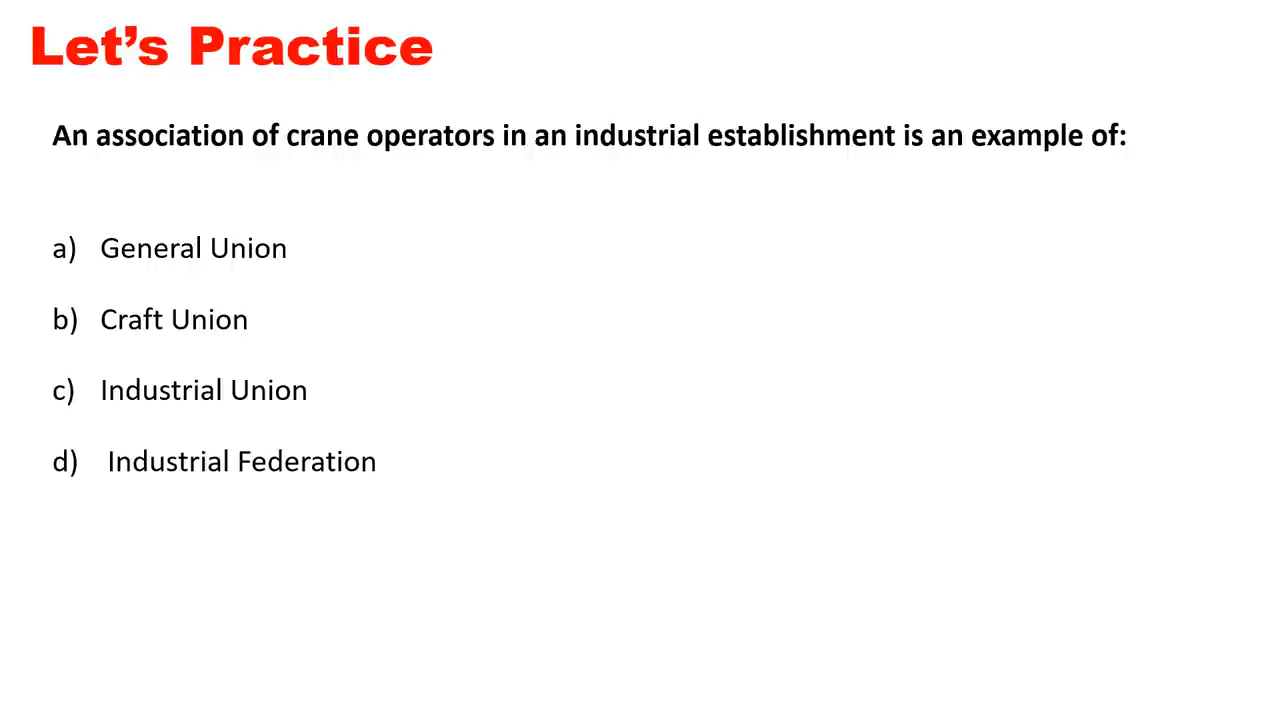 Let’s Practice
An association of crane operators in an industrial establishment is an example of:
a) General Union
b) Craft Union
c) Industrial Union
d) Industrial Federation